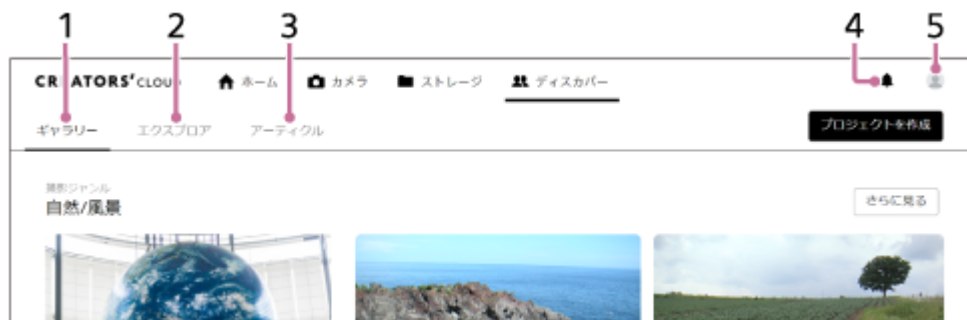 1 2 3 4 5
CREATORS' CLOUD ホーム カメラ ストレージ ディスカバー
ギャラリー エクスプロア アーティクル プロジェクトを作成
撮影ジャンル
自然/風景 さらに見る